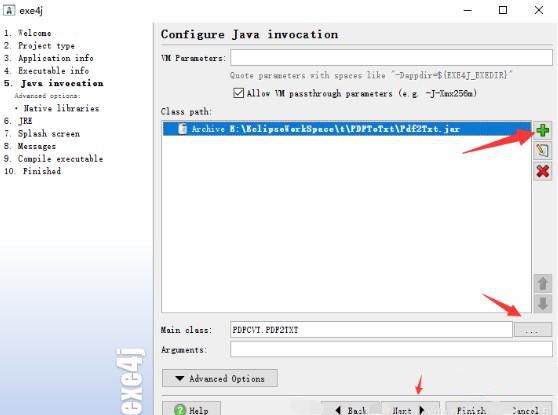 exe4j
1. Welcome
2. Project type
3. Application info
4. Executable info
5. Java invocation
Advanced options:
• Native libraries
6. JRE
7. Splash screen
8. Messages
9. Compile executable
10. Finished
exe4j
Configure Java invocation
VM Parameters:
Quote parameters with spaces like "-Dappdir=${EXE4J_EXEDIR}"
Allow VM passthrough parameters (e.g. -J-Xmx256m)
Class path:
Archive E:\EclipseWorkSpace\t\PDFToTxt\Pdf2Txt.jar
Main class: PDFCVT.PDF2TXT ...
Arguments:
Advanced Options
Help Back Next Finish Cancel